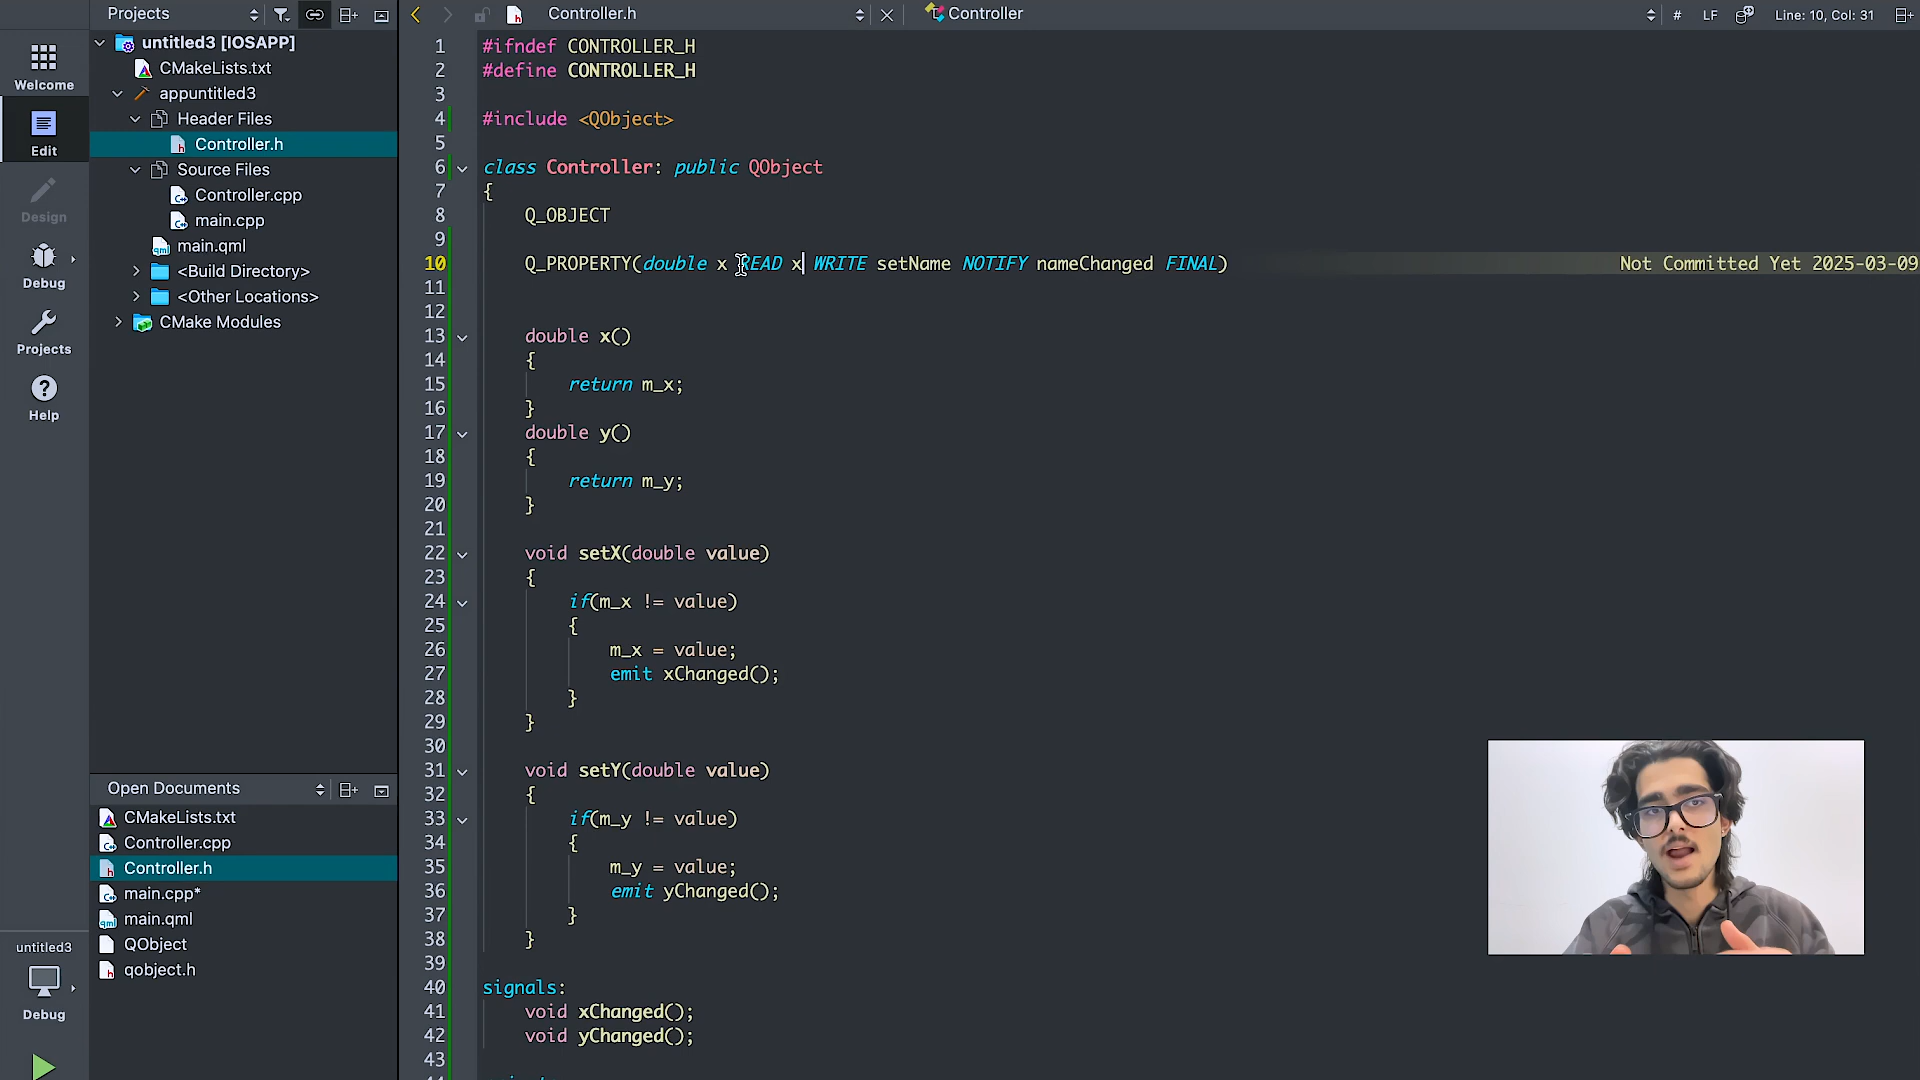 Projects
Controller.h
Controller
#
LF
Line: 10, Col: 31
Welcome
Edit
Design
Debug
Projects
Help
untitled3
Debug
untitled3 [IOSAPP]
CMakeLists.txt
appuntitled3
Header Files
Controller.h
Source Files
Controller.cpp
main.cpp
main.qml
<Build Directory>
<Other Locations>
CMake Modules
Open Documents
CMakeLists.txt
Controller.cpp
Controller.h
main.cpp*
main.qml
QObject
qobject.h
1 #ifndef CONTROLLER_H
2 #define CONTROLLER_H
3
4 #include <QObject>
5
6 class Controller: public QObject
7 {
8 Q_OBJECT
9
10 Q_PROPERTY(double x READ x WRITE setName NOTIFY nameChanged FINAL) Not Committed Yet 2025-03-09
11
12
13 double x()
14 {
15 return m_x;
16 }
17 double y()
18 {
19 return m_y;
20 }
21
22 void setX(double value)
23 {
24 if(m_x != value)
25 {
26 m_x = value;
27 emit xChanged();
28 }
29 }
30
31 void setY(double value)
32 {
33 if(m_y != value)
34 {
35 m_y = value;
36 emit yChanged();
37 }
38 }
39
40 signals:
41 void xChanged();
42 void yChanged();
43